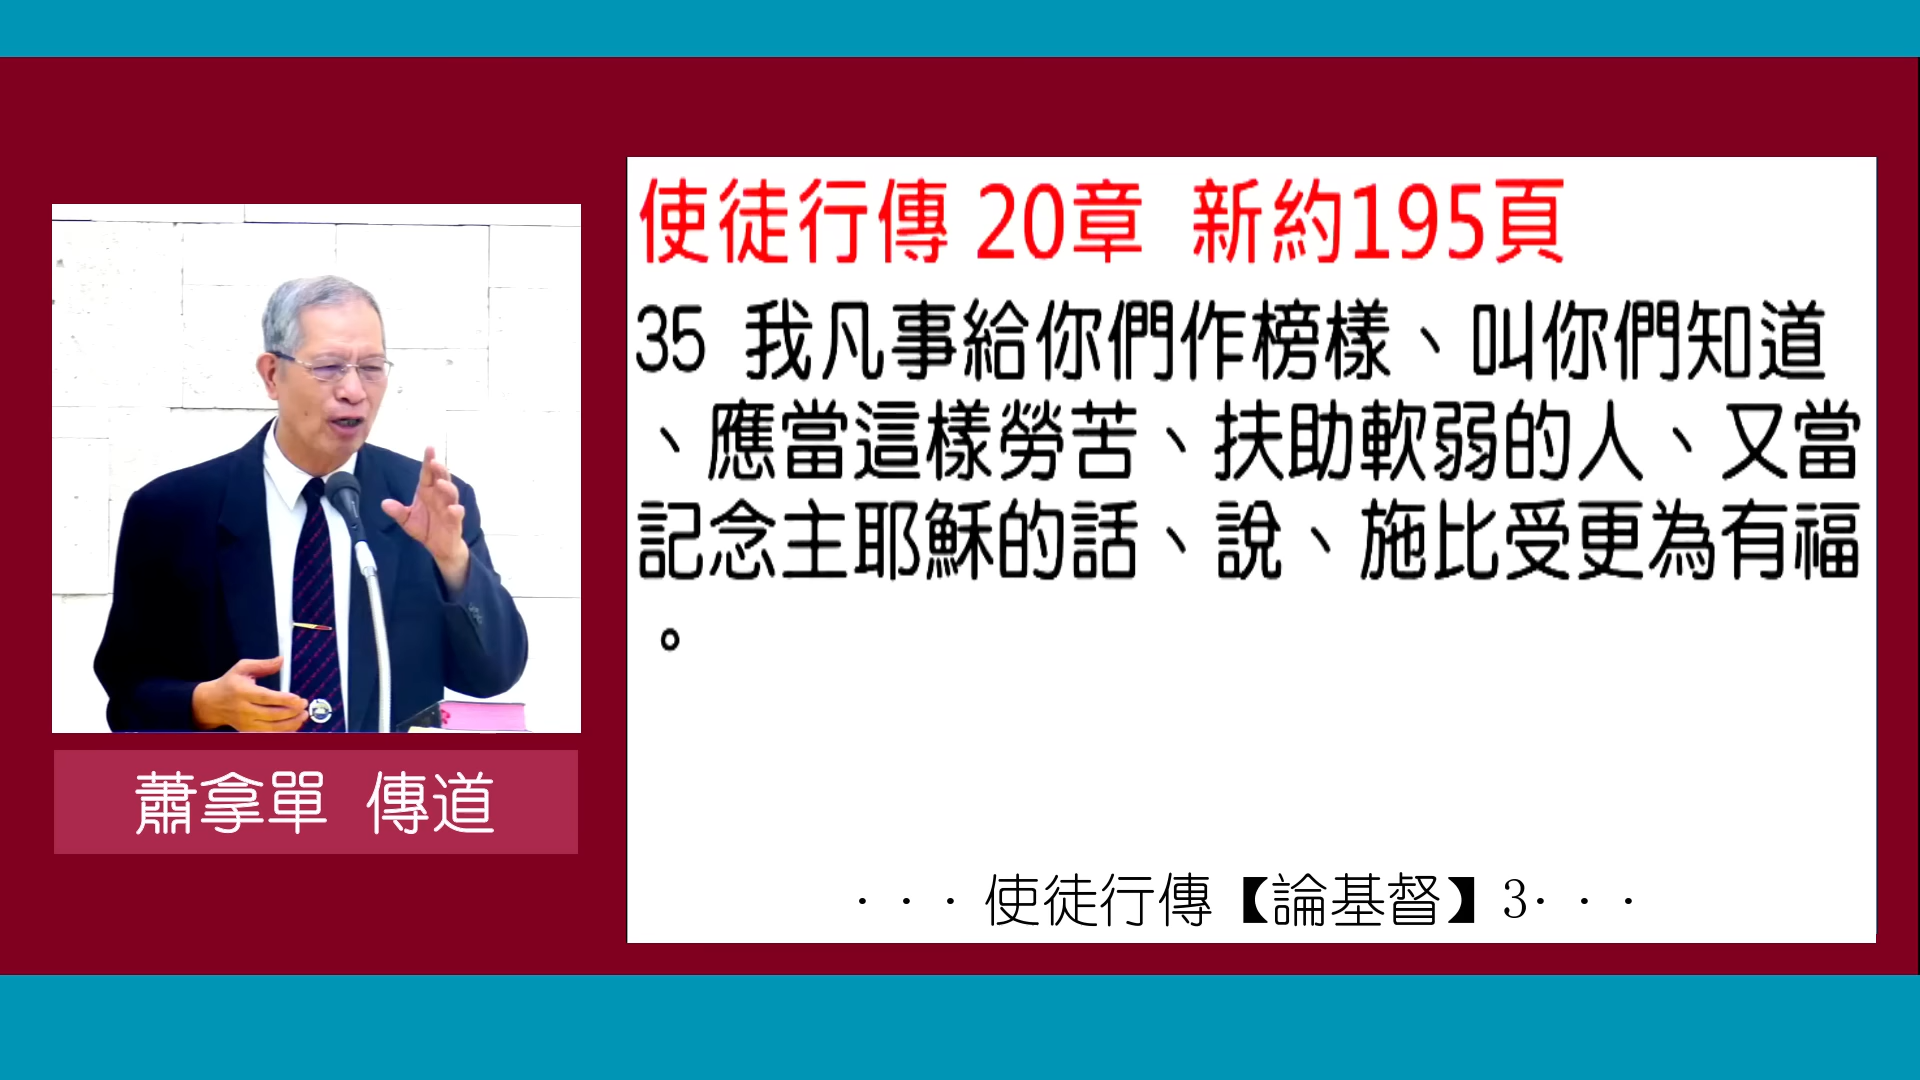 使徒行傳 20章 新約195頁
35 我凡事給你們作榜樣、叫你們知道
、應當這樣勞苦、扶助軟弱的人、又當
記念主耶穌的話、說、施比受更為有福
。
蕭拿單 傳道
···使徒行傳【論基督】3···